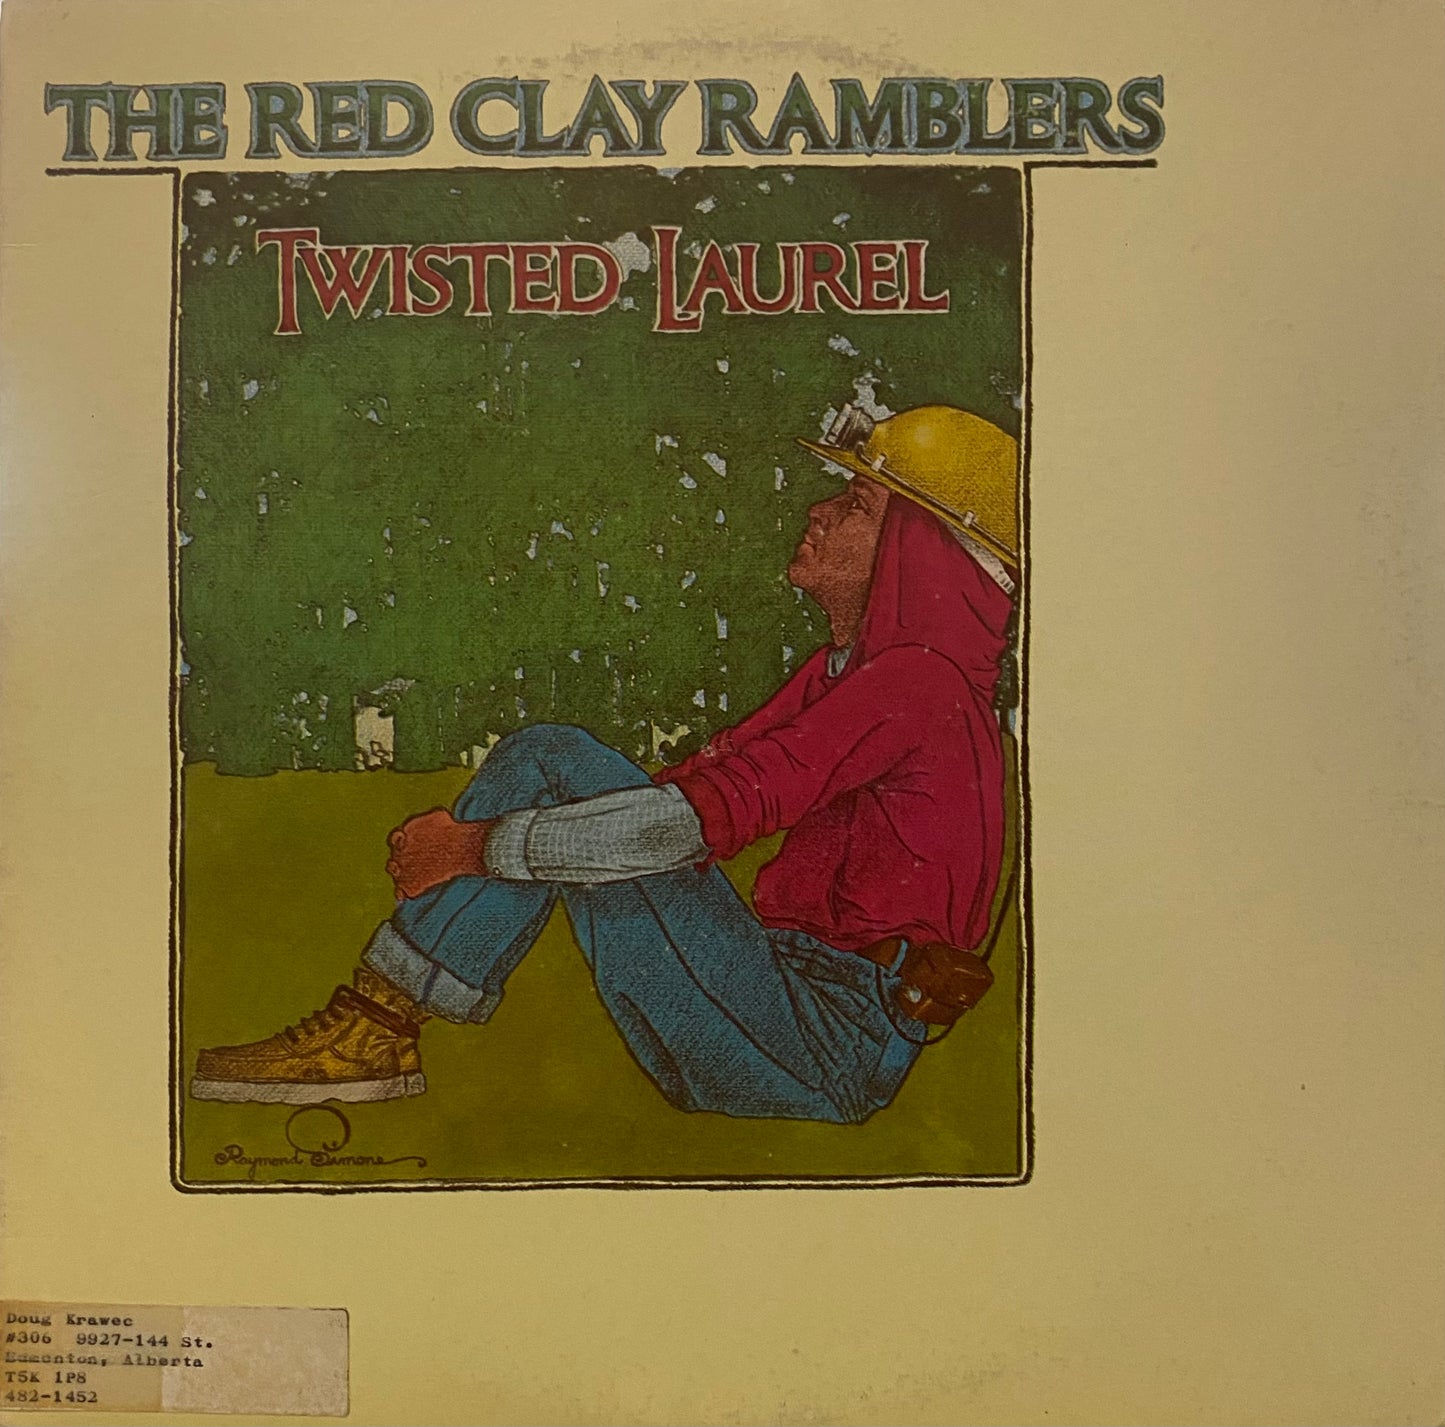 THE RED CLAY RAMBLERS
TWISTED LAUREL
Raymond Simone
Doug Krawec
#306 9927-144 St.
Edmonton, Alberta
T5K 1P8
482-1452